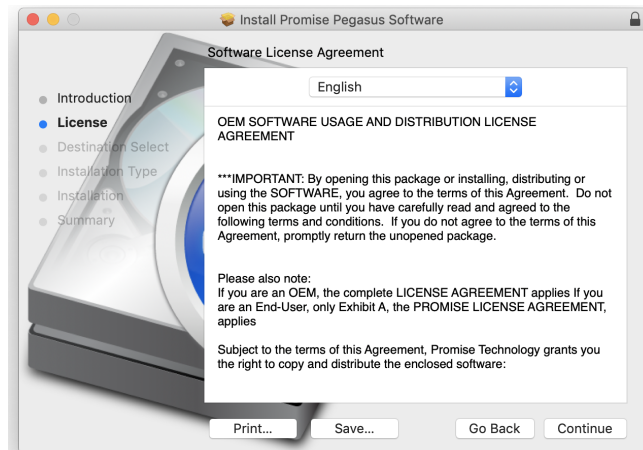 Install Promise Pegasus Software
Software License Agreement
Introduction
License
Destination Select
Installation Type
Installation
Summary
English
OEM SOFTWARE USAGE AND DISTRIBUTION LICENSE
AGREEMENT
***IMPORTANT: By opening this package or installing, distributing or
using the SOFTWARE, you agree to the terms of this Agreement.  Do not
open this package until you have carefully read and agreed to the
following terms and conditions.  If you do not agree to the terms of this
Agreement, promptly return the unopened package.
Please also note:
If you are an OEM, the complete LICENSE AGREEMENT applies If you
are an End-User, only Exhibit A, the PROMISE LICENSE AGREEMENT,
applies
Subject to the terms of this Agreement, Promise Technology grants you
the right to copy and distribute the enclosed software:
Print...
Save...
Go Back
Continue